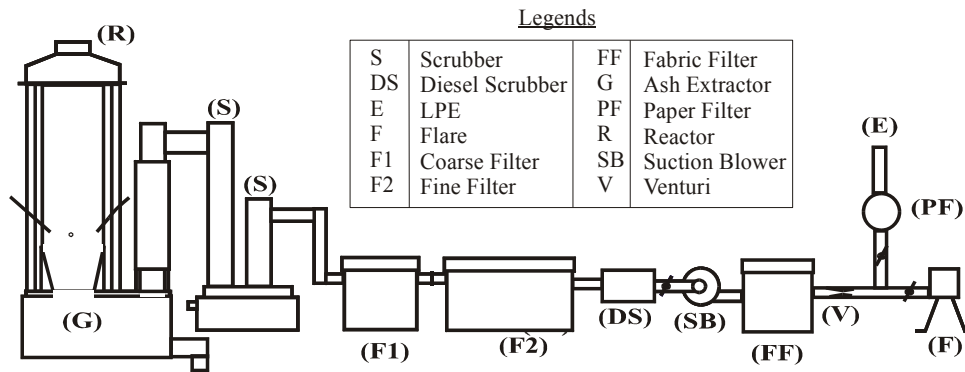 Legends
S Scrubber FF Fabric Filter
DS Diesel Scrubber G Ash Extractor
E LPE PF Paper Filter
F Flare R Reactor
F1 Coarse Filter SB Suction Blower
F2 Fine Filter V Venturi
(R)
(S)
(S)
(E)
(PF)
(G)
(F1)
(F2)
(DS)
(SB)
(FF)
(V)
(F)